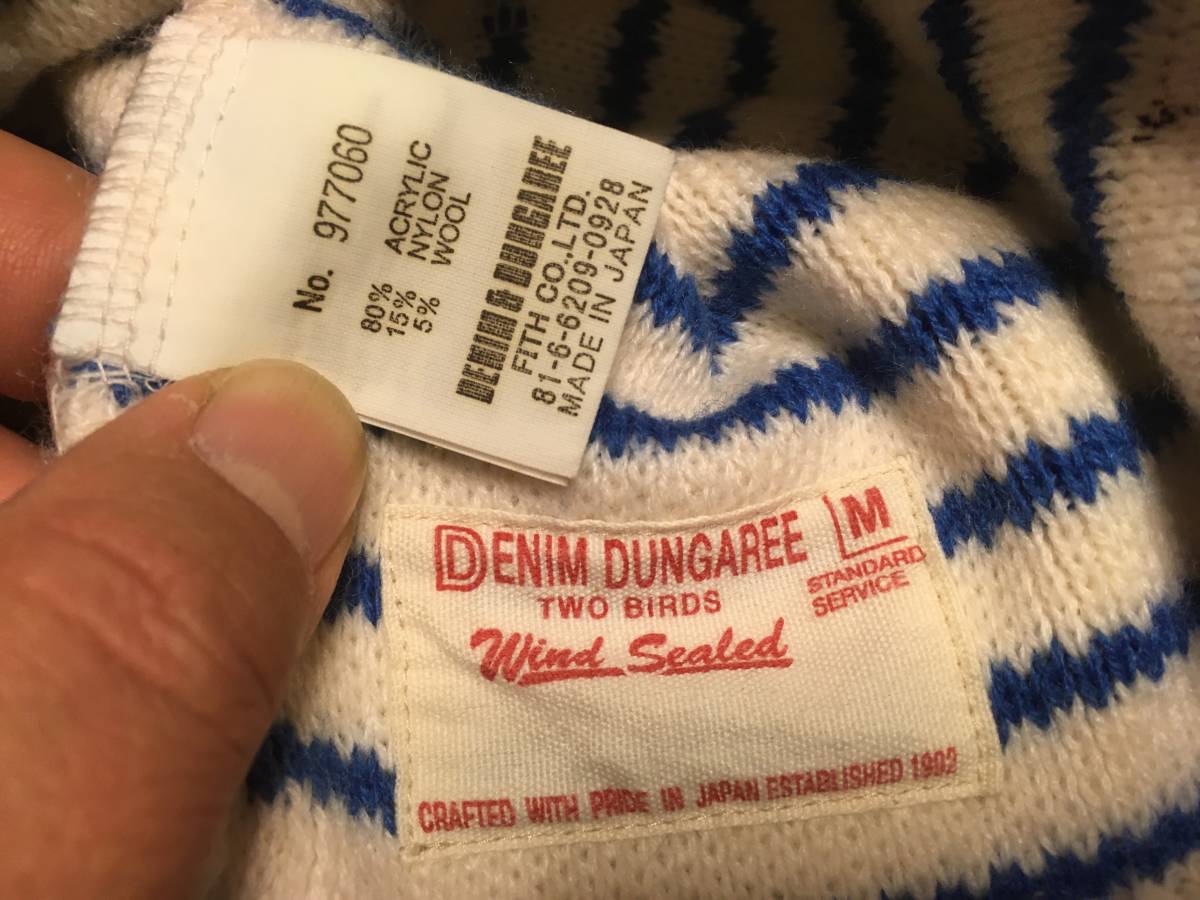 No. 977060
80% ACRYLIC
15% NYLON
5% WOOL
DENIM & DUNGAREE
FITH CO.,LTD.
81-6-6209-0928
MADE IN JAPAN
DENIM DUNGAREE
M
STANDARD
SERVICE
TWO BIRDS
Wind Sealed
CRAFTED WITH PRIDE IN JAPAN ESTABLISHED 1992